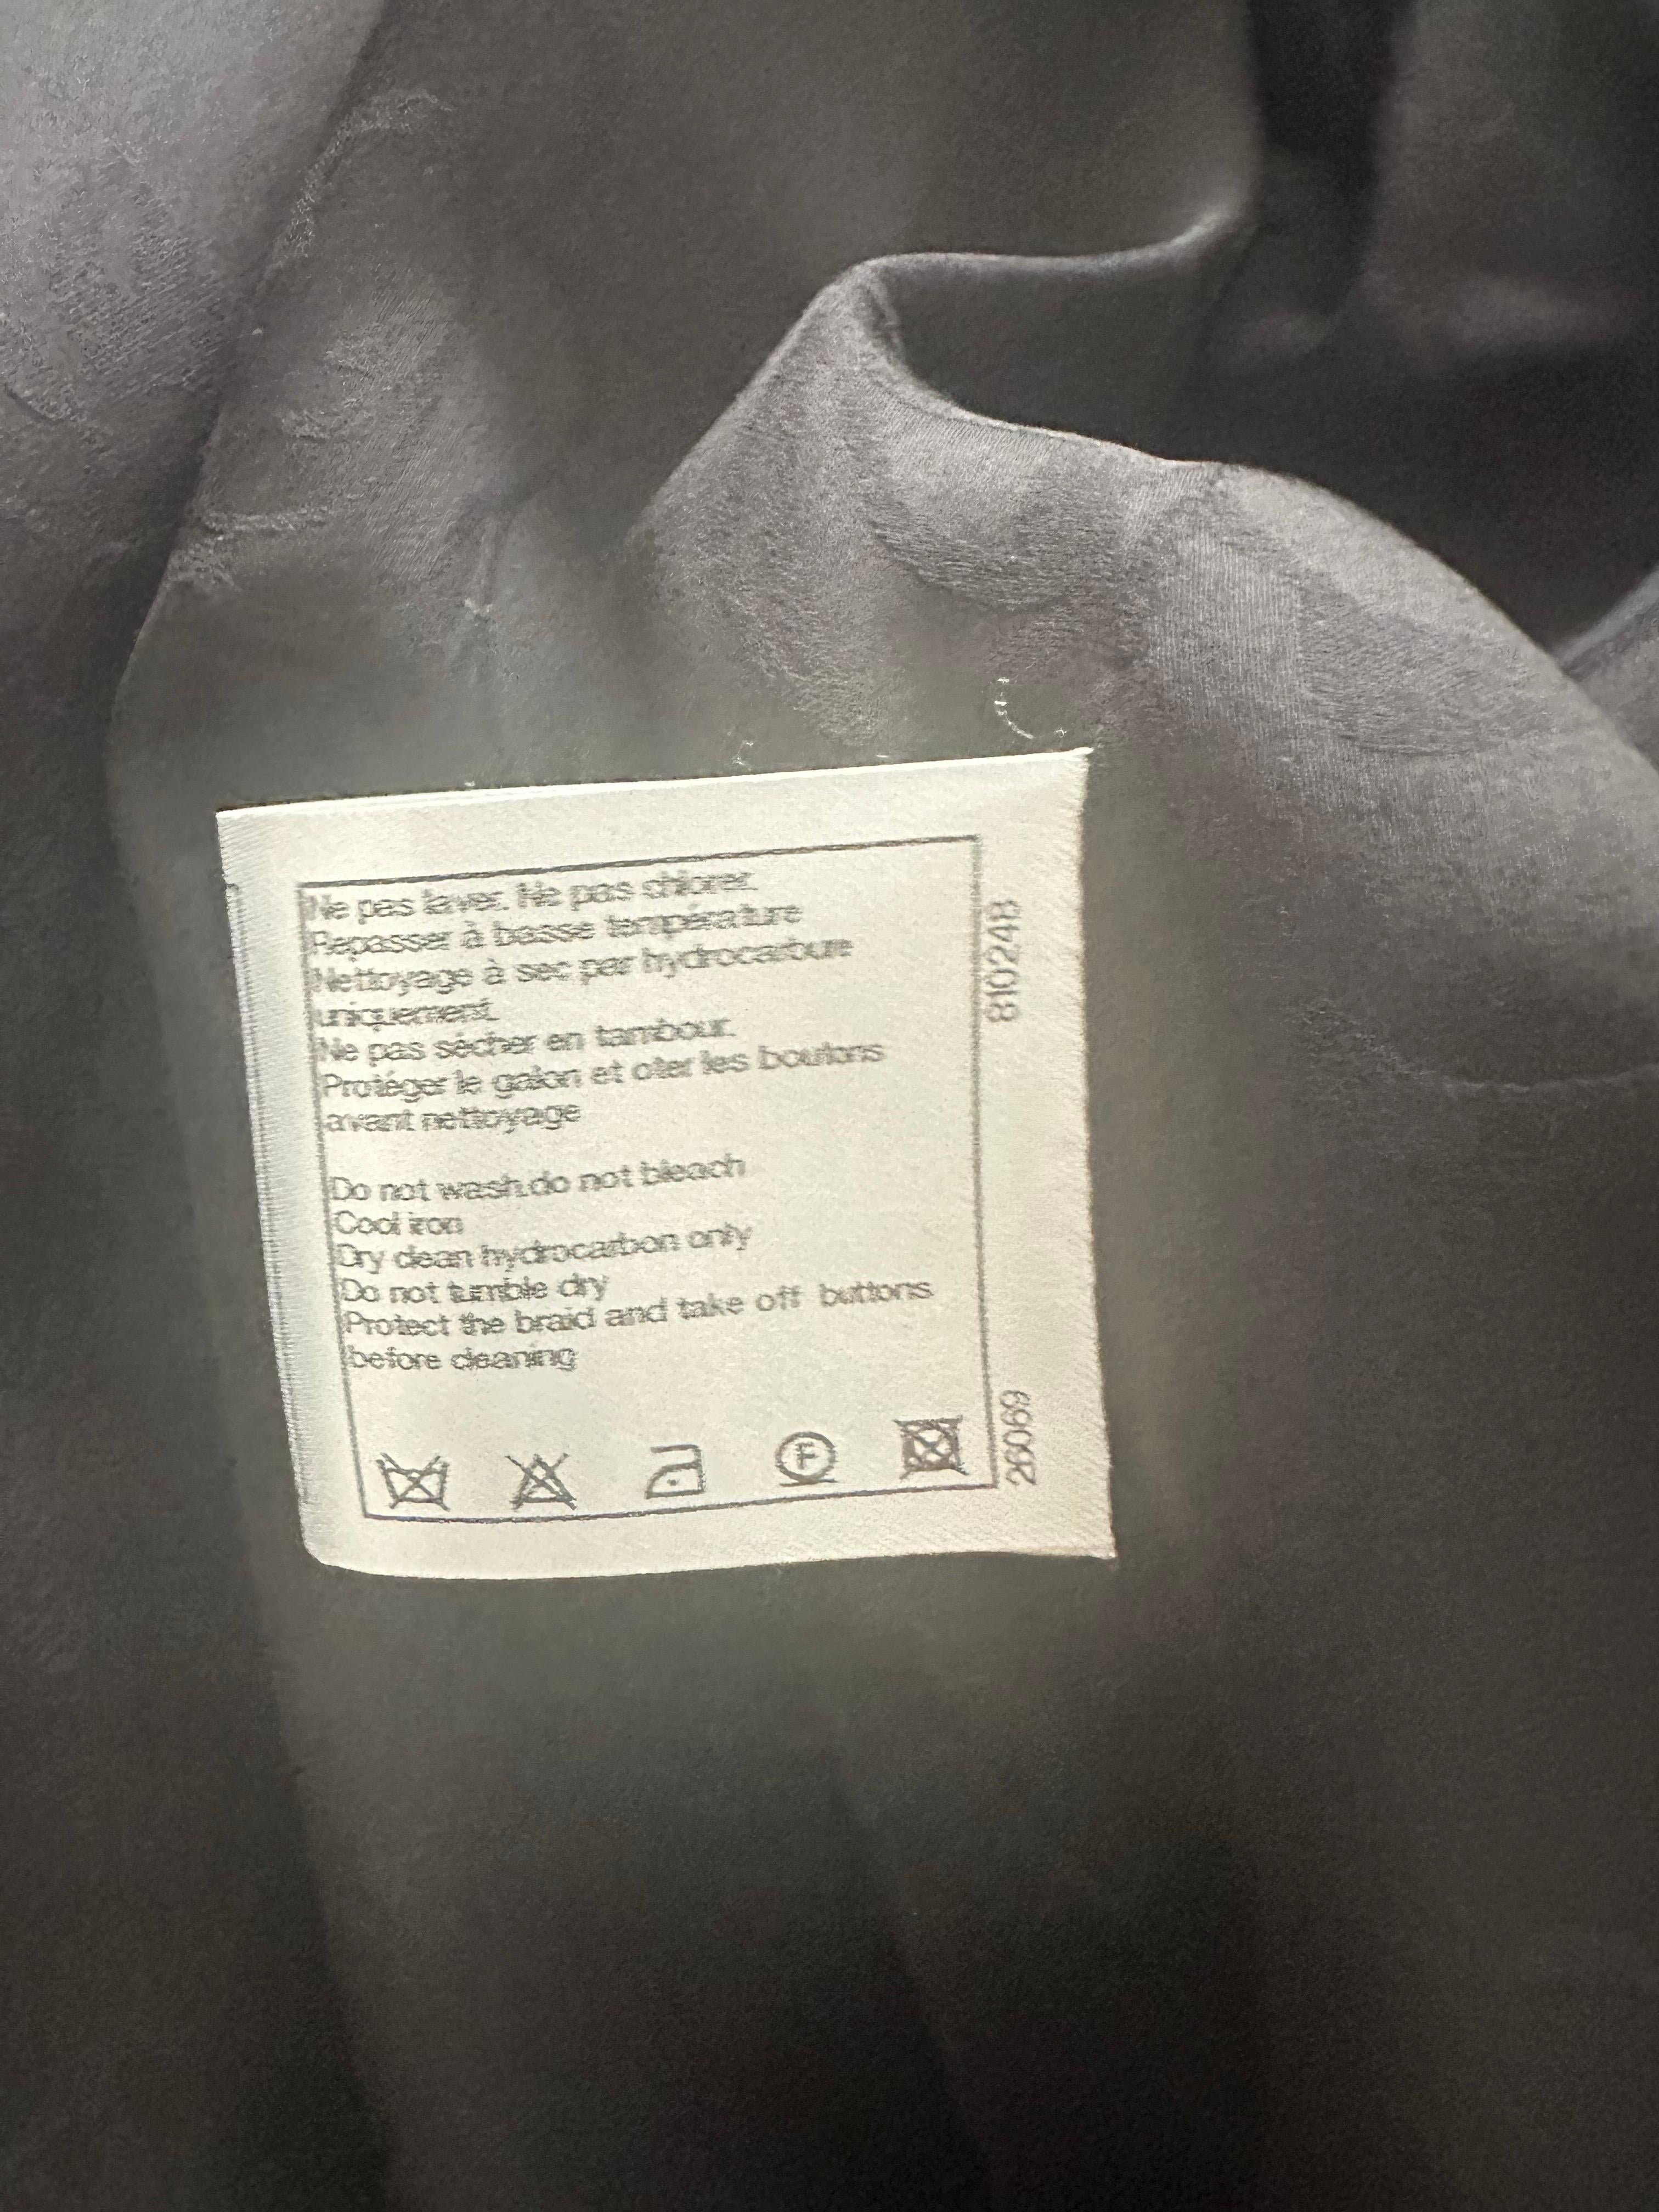 Ne pas laver. Ne pas chlorer.
Repasser à basse température
Nettoyage à sec par hydrocarbure
uniquement.
Ne pas sécher en tambour.
Protéger le galon et oter les boutons
avant nettoyage
Do not wash.do not bleach
Cool iron
Dry clean hydrocarbon only
Do not tumble dry
Protect the braid and take off buttons
before cleaning
F
810248
26069